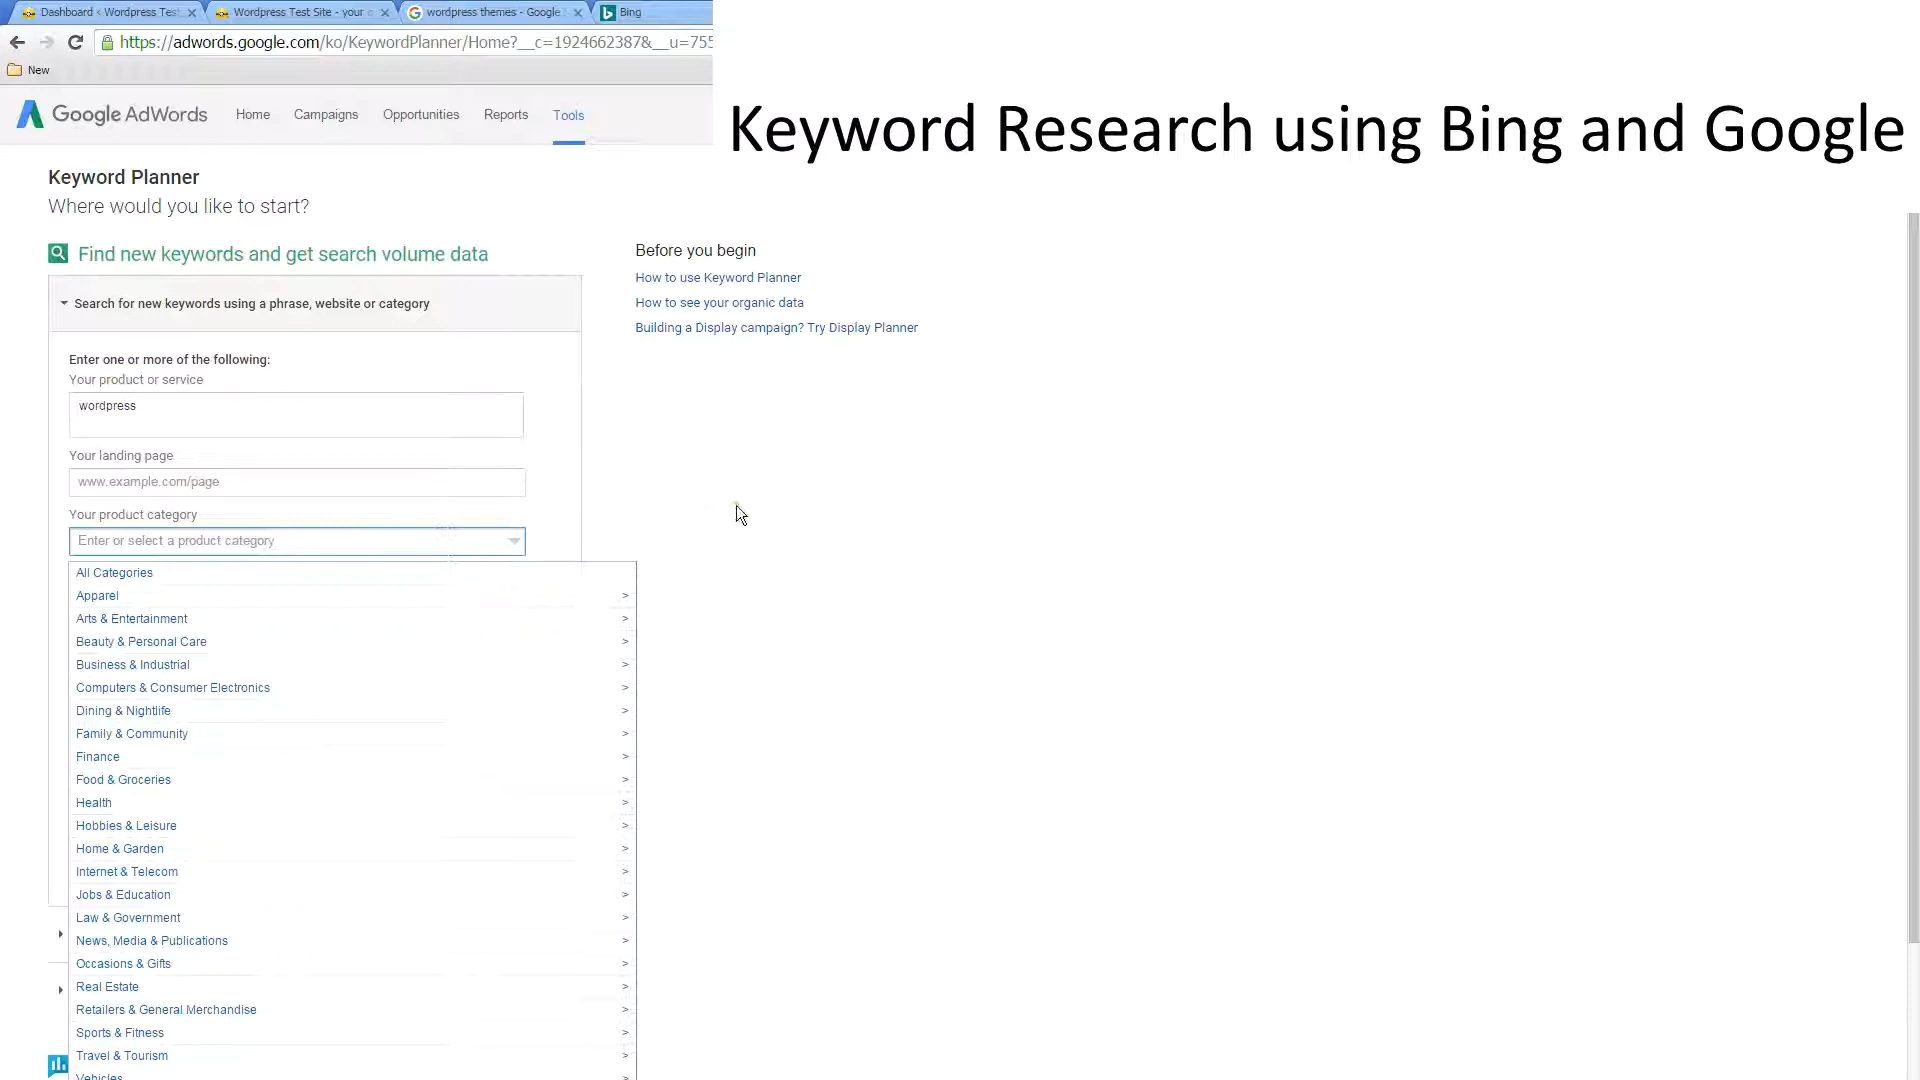 Dashboard ‹ Wordpress Test
Wordpress Test Site - your
wordpress themes - Google
Bing
https://adwords.google.com/ko/KeywordPlanner/Home?__c=1924662387&__u=755
New
Google AdWords
Home
Campaigns
Opportunities
Reports
Tools
Keyword Research using Bing and Google
Keyword Planner
Where would you like to start?
Find new keywords and get search volume data
Search for new keywords using a phrase, website or category
Enter one or more of the following:
Your product or service
wordpress
Your landing page
www.example.com/page
Your product category
Enter or select a product category
All Categories
Apparel >
Arts & Entertainment >
Beauty & Personal Care >
Business & Industrial >
Computers & Consumer Electronics >
Dining & Nightlife >
Family & Community >
Finance >
Food & Groceries >
Health >
Hobbies & Leisure >
Home & Garden >
Internet & Telecom >
Jobs & Education >
Law & Government >
News, Media & Publications >
Occasions & Gifts >
Real Estate >
Retailers & General Merchandise >
Sports & Fitness >
Travel & Tourism >
Vehicles >
Before you begin
How to use Keyword Planner
How to see your organic data
Building a Display campaign? Try Display Planner